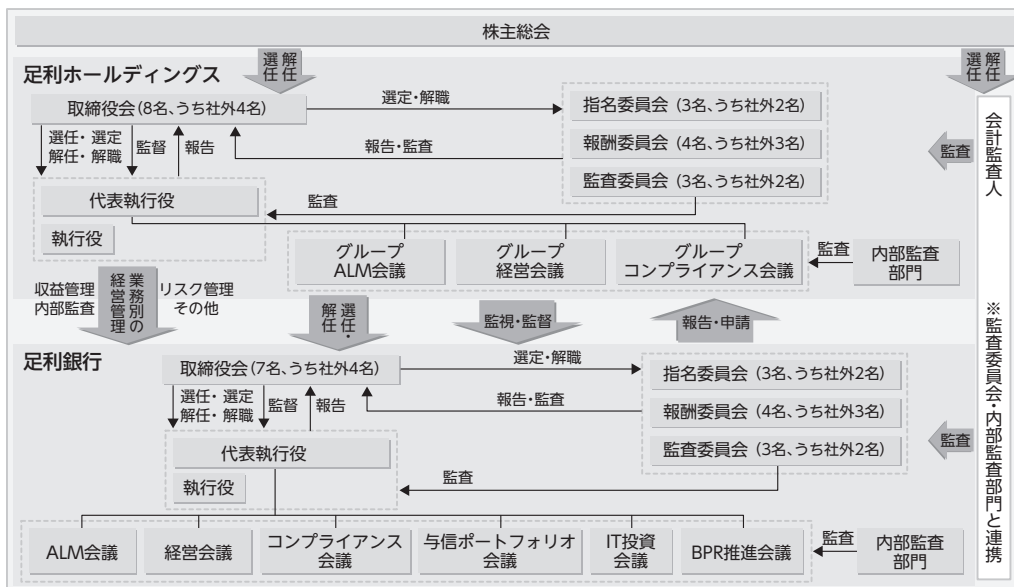 株主総会
選任
解任
選任
解任
足利ホールディングス
取締役会(8名、うち社外4名)
選定・解職
指名委員会(3名、うち社外2名)
報酬委員会(4名、うち社外3名)
監査委員会(3名、うち社外2名)
選任・選定
解任・解職
監督
報告
報告・監査
監査
会計監査人
※監査委員会・内部監査部門と連携
代表執行役
執行役
監査
グループ
ALM会議
グループ
経営会議
グループ
コンプライアンス会議
監査
内部監査
部門
収益管理
内部監査
業務別の
経営管理
リスク管理
その他
選任・
解任
監視・監督
報告・申請
足利銀行
取締役会(7名、うち社外4名)
選定・解職
指名委員会(3名、うち社外2名)
報酬委員会(4名、うち社外3名)
監査委員会(3名、うち社外2名)
選任・選定
解任・解職
監督
報告
報告・監査
監査
代表執行役
執行役
監査
ALM会議
経営会議
コンプライアンス
会議
与信ポートフォリオ
会議
IT投資
会議
BPR推進会議
監査
内部監査
部門